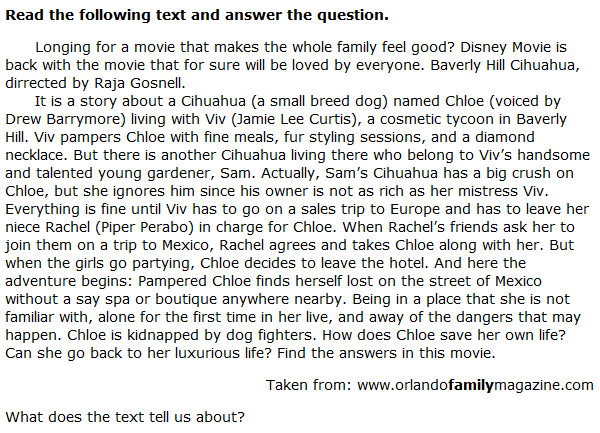 Read the following text and answer the question.
Longing for a movie that makes the whole family feel good? Disney Movie is
back with the movie that for sure will be loved by everyone. Baverly Hill Cihuahua,
dirrected by Raja Gosnell.
It is a story about a Cihuahua (a small breed dog) named Chloe (voiced by
Drew Barrymore) living with Viv (Jamie Lee Curtis), a cosmetic tycoon in Baverly
Hill. Viv pampers Chloe with fine meals, fur styling sessions, and a diamond
necklace. But there is another Cihuahua living there who belong to Viv's handsome
and talented young gardener, Sam. Actually, Sam's Cihuahua has a big crush on
Chloe, but she ignores him since his owner is not as rich as her mistress Viv.
Everything is fine until Viv has to go on a sales trip to Europe and has to leave her
niece Rachel (Piper Perabo) in charge for Chloe. When Rachel's friends ask her to
join them on a trip to Mexico, Rachel agrees and takes Chloe along with her. But
when the girls go partying, Chloe decides to leave the hotel. And here the
adventure begins: Pampered Chloe finds herself lost on the street of Mexico
without a say spa or boutique anywhere nearby. Being in a place that she is not
familiar with, alone for the first time in her live, and away of the dangers that may
happen. Chloe is kidnapped by dog fighters. How does Chloe save her own life?
Can she go back to her luxurious life? Find the answers in this movie.
Taken from: www.orlandofamilymagazine.com
What does the text tell us about?